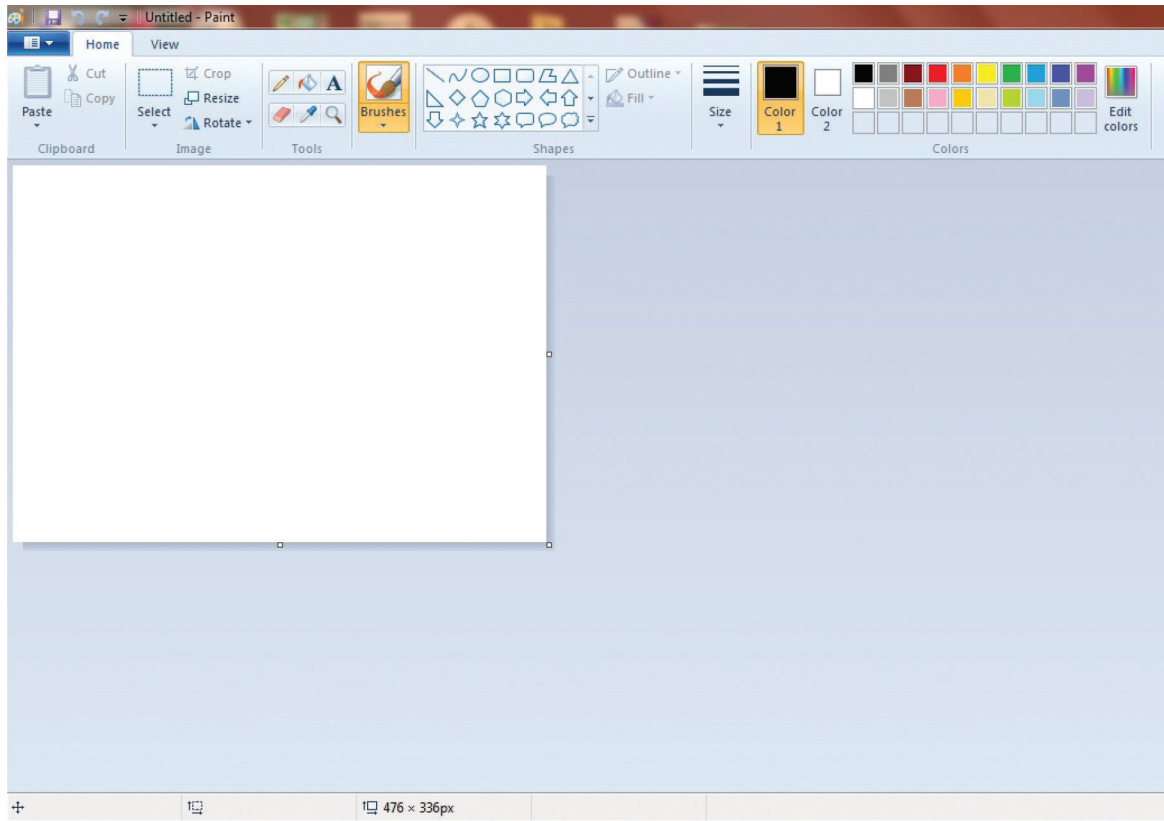 Untitled - Paint
Home View
Cut
Copy
Paste
Clipboard
Select
Crop
Resize
Rotate
Image
A
Tools
Brushes
Outline
Fill
Shapes
Size
Color 1
Color 2
Edit colors
Colors
476 × 336px